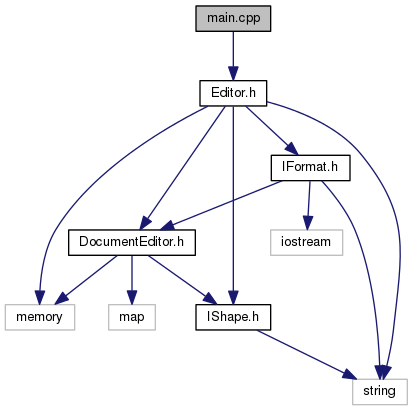 main.cpp
Editor.h
IFormat.h
DocumentEditor.h
iostream
memory
map
IShape.h
string